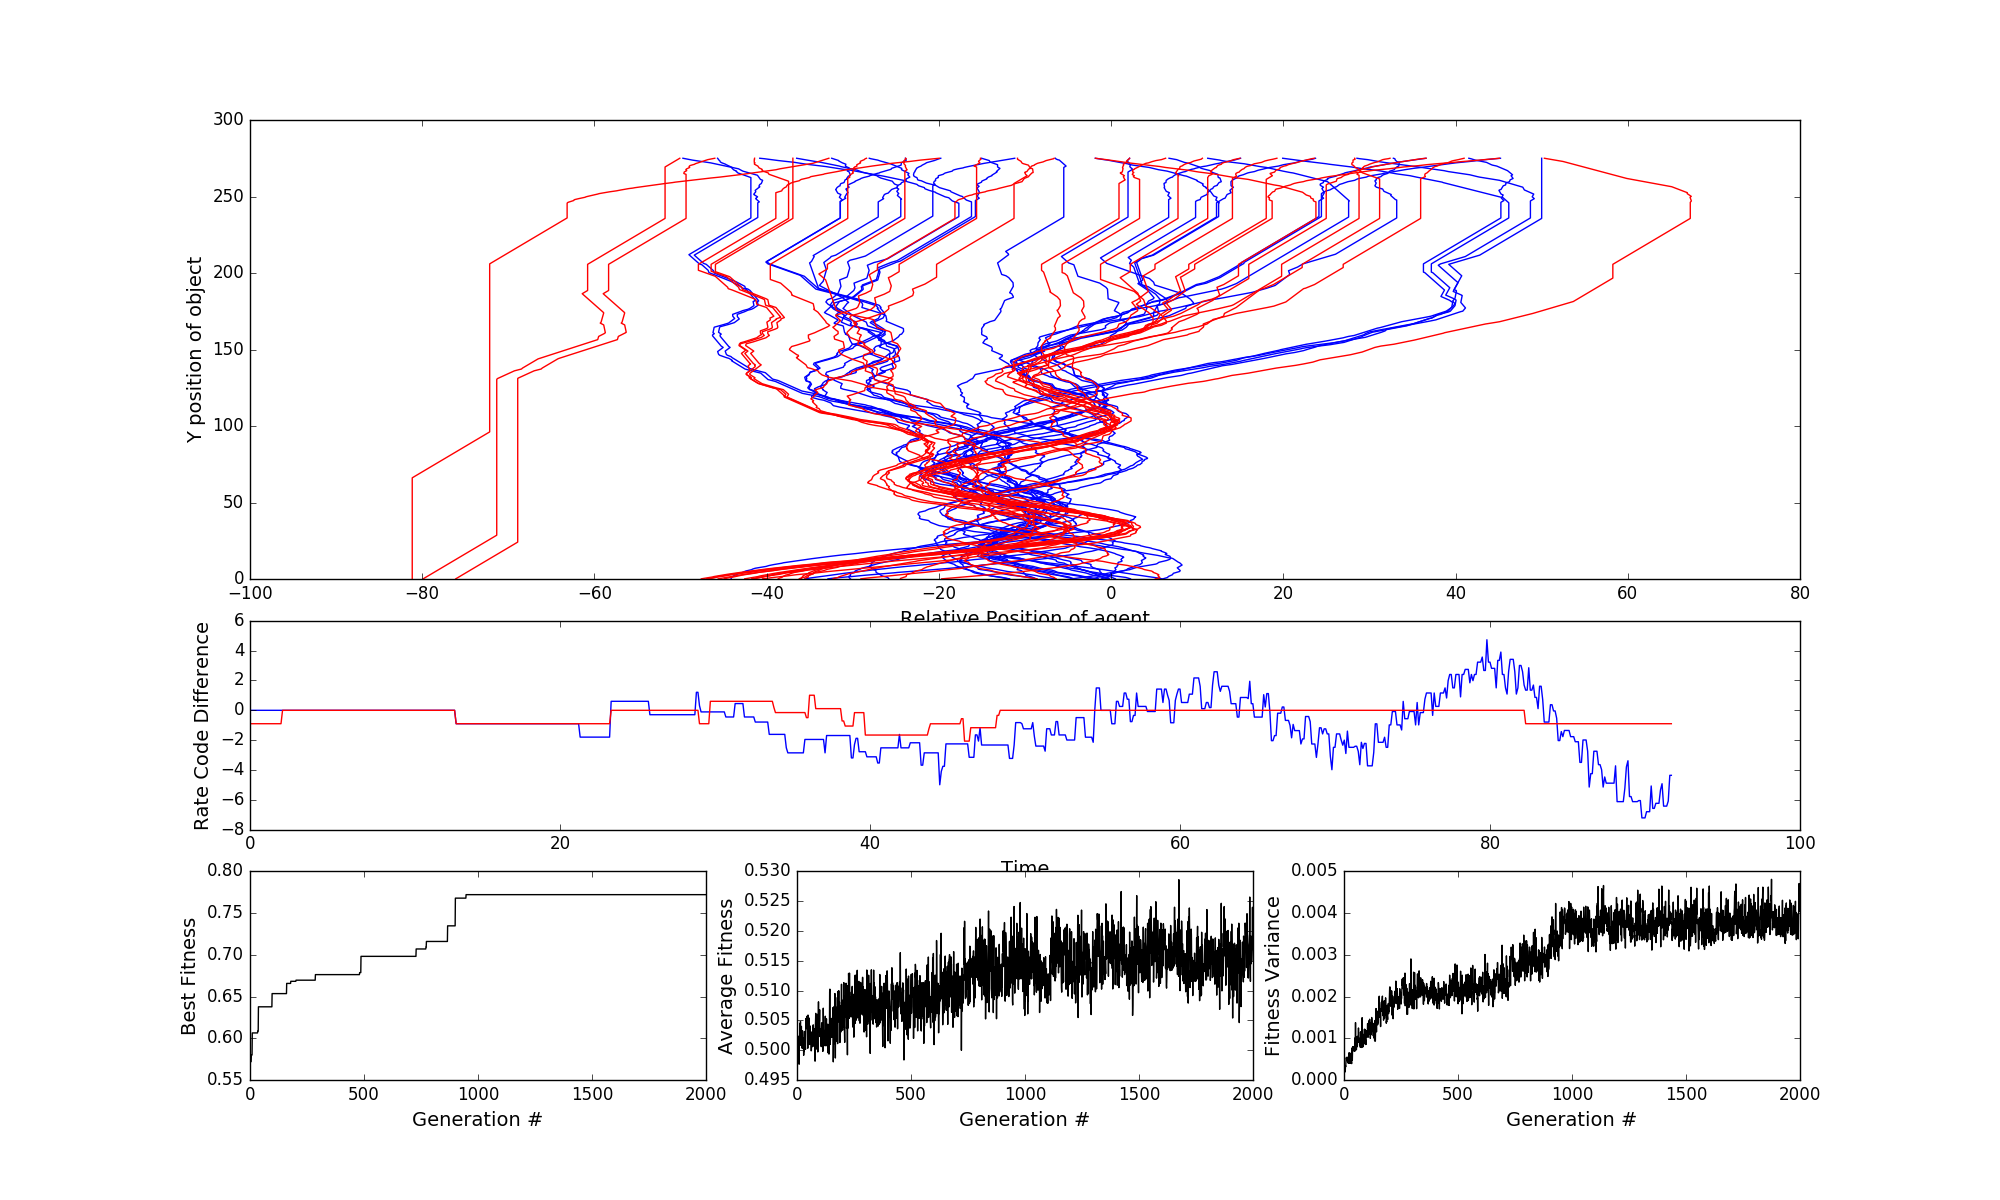 300
250
200
150
100
50
0
Y position of object
−100 −80 −60 −40 −20 0 20 40 60 80
Relative Position of agent
6
4
2
0
−2
−4
−6
−8
Rate Code Difference
0 20 40 60 80 100
Time
0.80
0.75
0.70
0.65
0.60
0.55
Best Fitness
0 500 1000 1500 2000
Generation #
0.530
0.525
0.520
0.515
0.510
0.505
0.500
0.495
Average Fitness
0 500 1000 1500 2000
Generation #
0.005
0.004
0.003
0.002
0.001
0.000
Fitness Variance
0 500 1000 1500 2000
Generation #